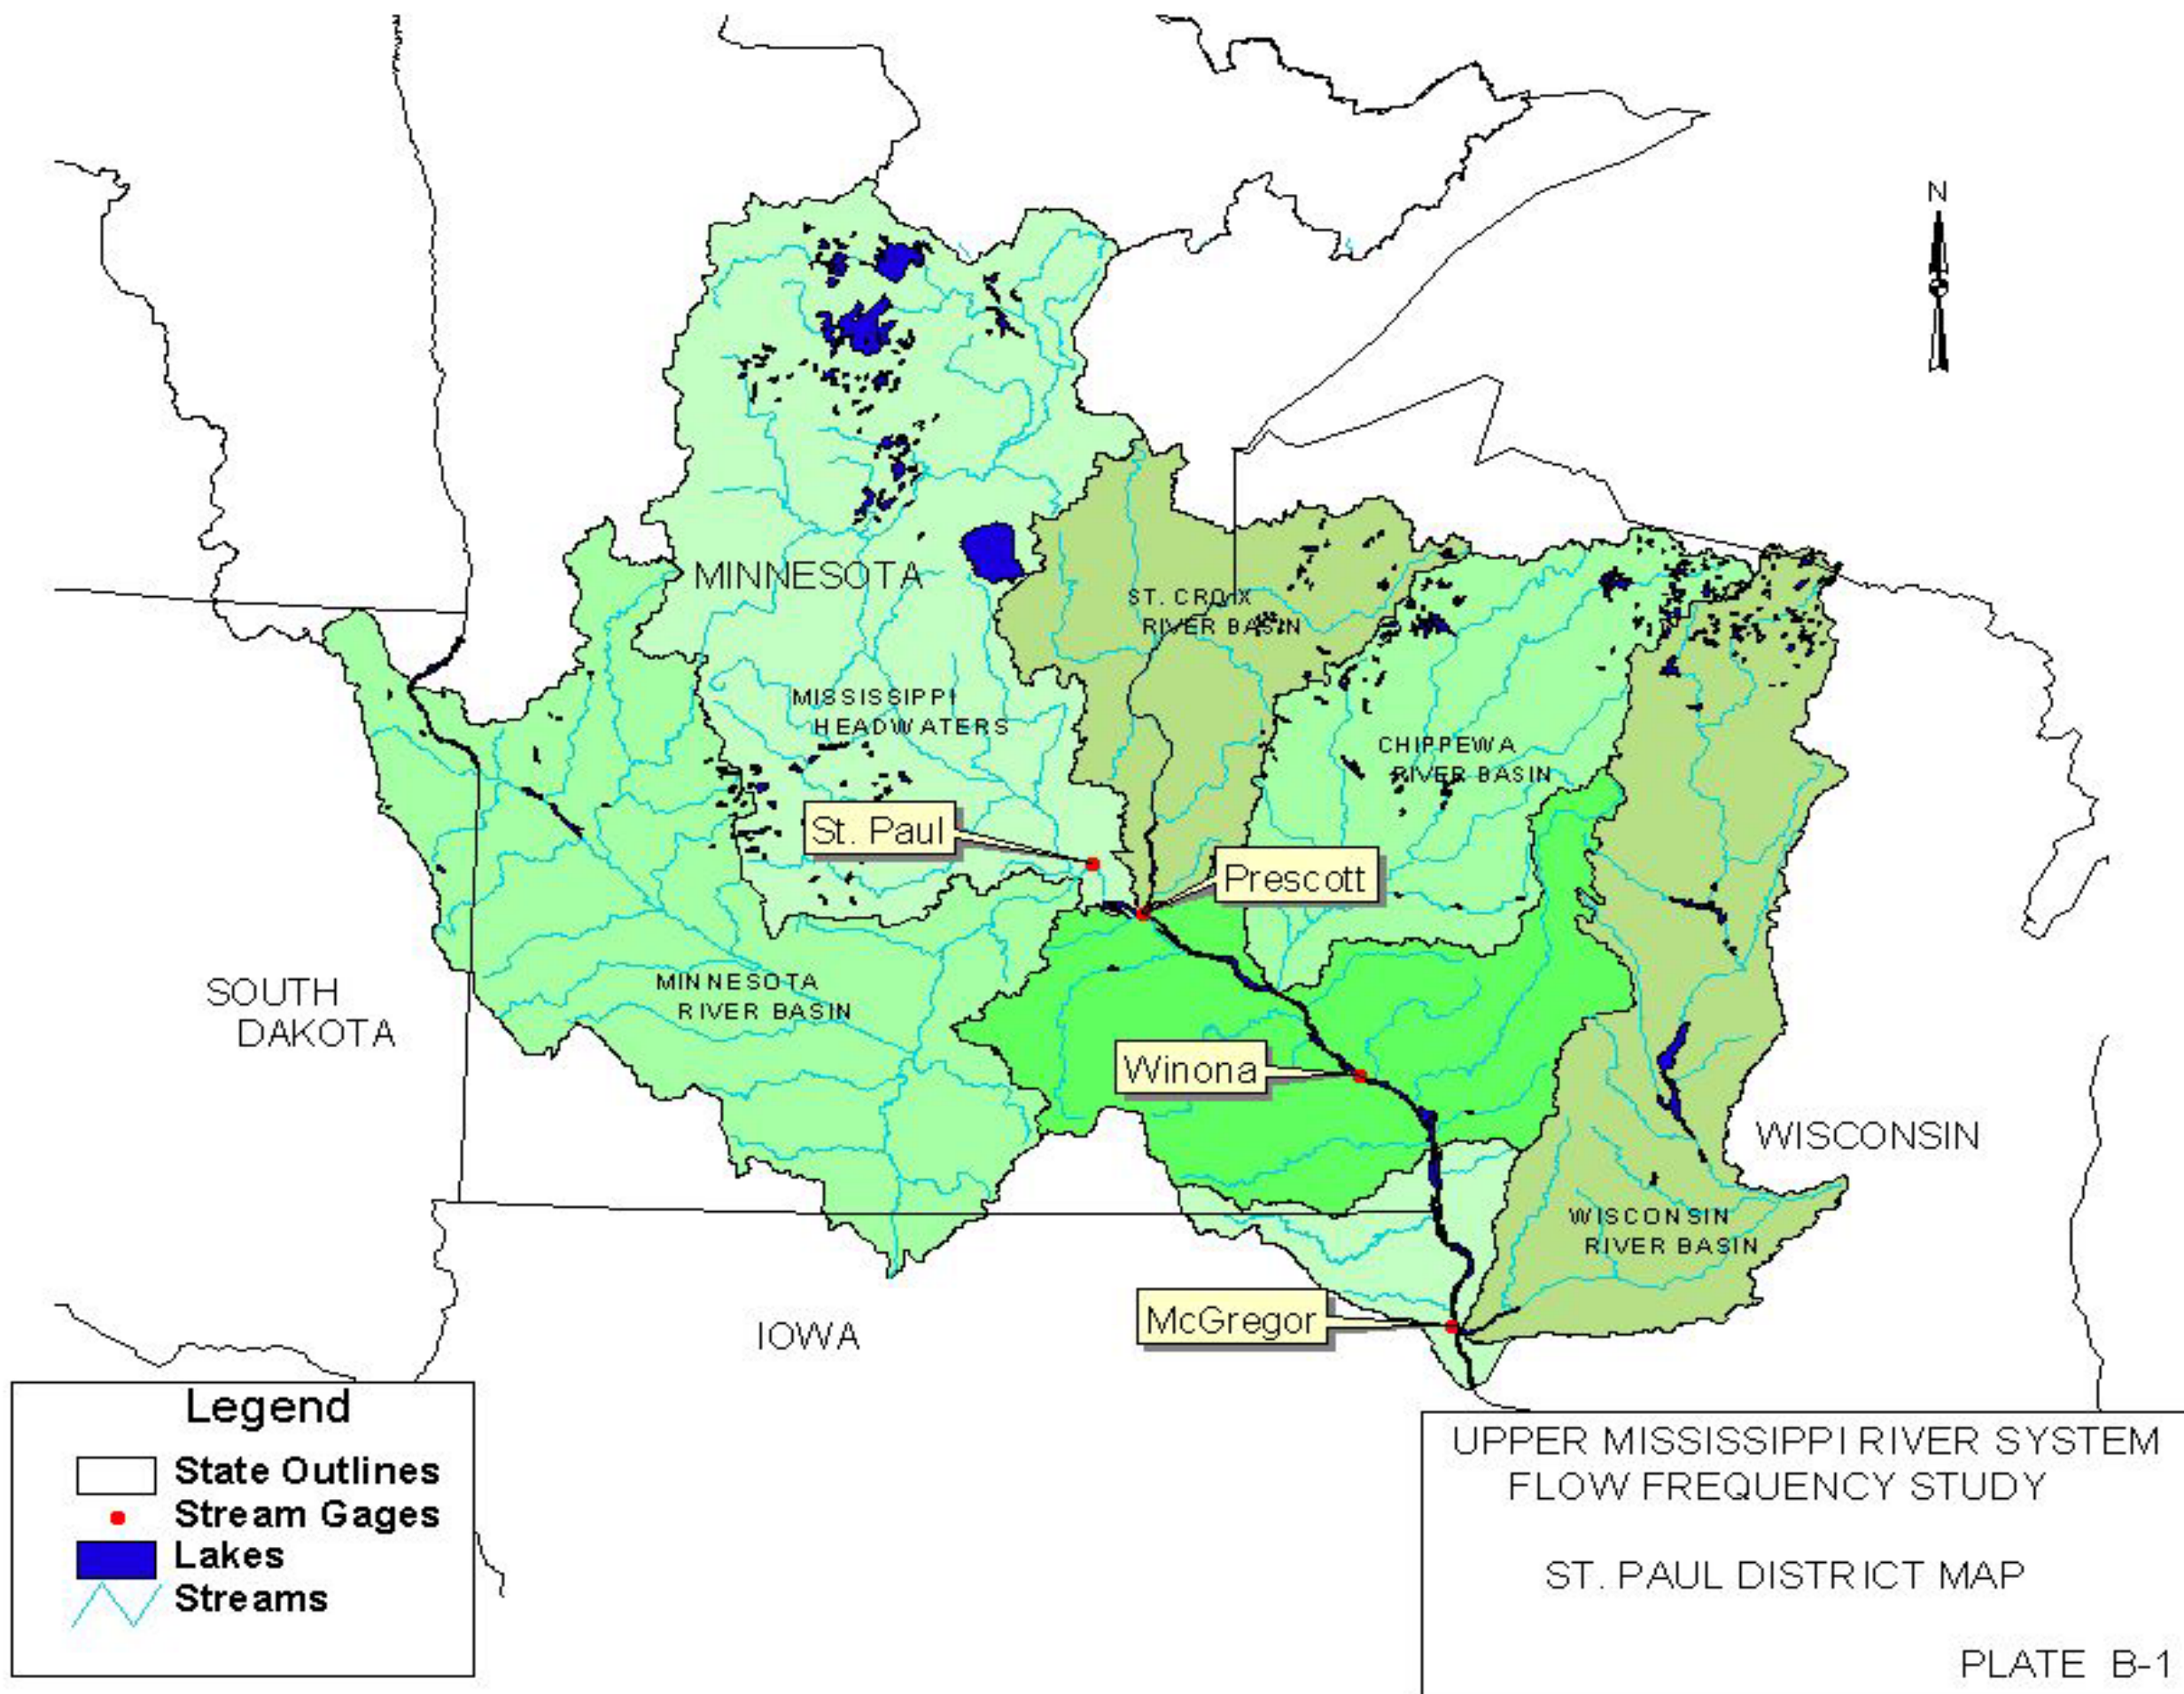 N
MINNESOTA
ST. CROIX
RIVER BASIN
MISSISSIPPI
HEADWATERS
CHIPPEWA
RIVER BASIN
St. Paul
Prescott
MINNESOTA
RIVER BASIN
SOUTH
DAKOTA
Winona
WISCONSIN
WISCONSIN
RIVER BASIN
McGregor
IOWA
Legend
State Outlines
Stream Gages
Lakes
Streams
UPPER MISSISSIPPI RIVER SYSTEM
FLOW FREQUENCY STUDY
ST. PAUL DISTRICT MAP
PLATE B-1